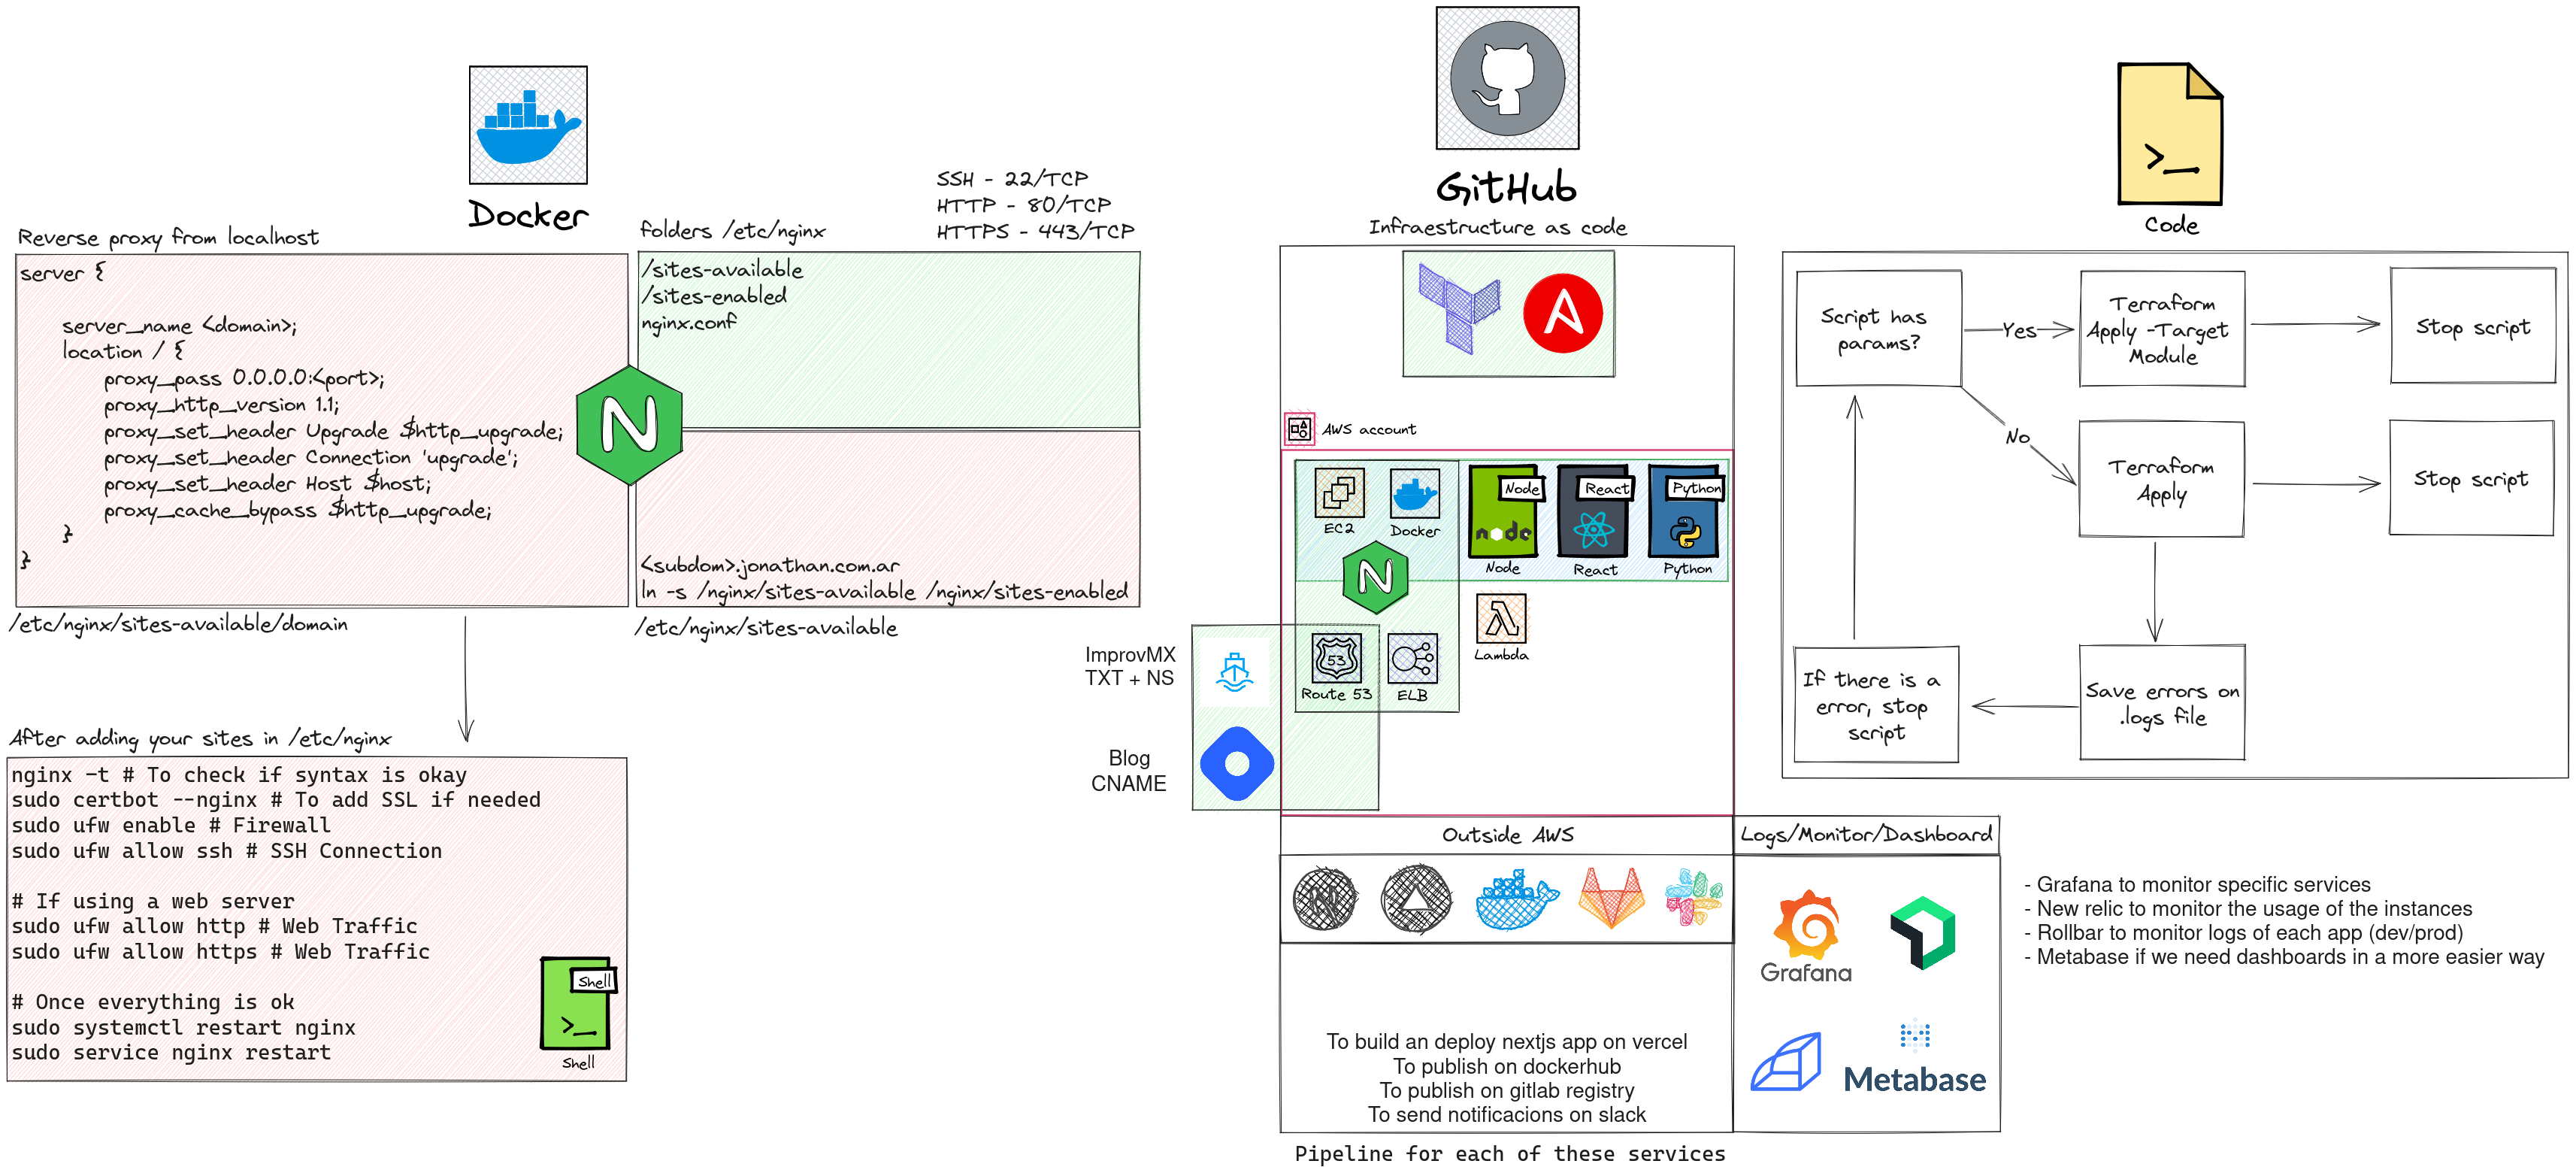 Docker
Reverse proxy from localhost
server {
server_name <domain>;
location / {
proxy_pass 0.0.0.0:<port>;
proxy_http_version 1.1;
proxy_set_header Upgrade $http_upgrade;
proxy_set_header Connection 'upgrade';
proxy_set_header Host $host;
proxy_cache_bypass $http_upgrade;
}
}
/etc/nginx/sites-available/domain
folders /etc/nginx
SSH - 22/TCP
HTTP - 80/TCP
HTTPS - 443/TCP
/sites-available
/sites-enabled
nginx.conf
N
<subdom>.jonathan.com.ar
ln -s /nginx/sites-available /nginx/sites-enabled
/etc/nginx/sites-available
After adding your sites in /etc/nginx
nginx -t # To check if syntax is okay
sudo certbot --nginx # To add SSL if needed
sudo ufw enable # Firewall
sudo ufw allow ssh # SSH Connection
# If using a web server
sudo ufw allow http # Web Traffic
sudo ufw allow https # Web Traffic
# Once everything is ok
sudo systemctl restart nginx
sudo service nginx restart
Shell
>_
Shell
GitHub
Infraestructure as code
A
AWS account
EC2
Docker
Node
node
Node
React
React
Python
Python
N
53
Route 53
ELB
Lambda
ImprovMX
TXT + NS
Blog
CNAME
Outside AWS
N
To build an deploy nextjs app on vercel
To publish on dockerhub
To publish on gitlab registry
To send notificacions on slack
Pipeline for each of these services
Logs/Monitor/Dashboard
Grafana
Metabase
- Grafana to monitor specific services
- New relic to monitor the usage of the instances
- Rollbar to monitor logs of each app (dev/prod)
- Metabase if we need dashboards in a more easier way
>_
Code
Script has
params?
Yes
Terraform
Apply -Target
Module
Stop script
No
Terraform
Apply
Stop script
Save errors on
.logs file
If there is a
error, stop
script